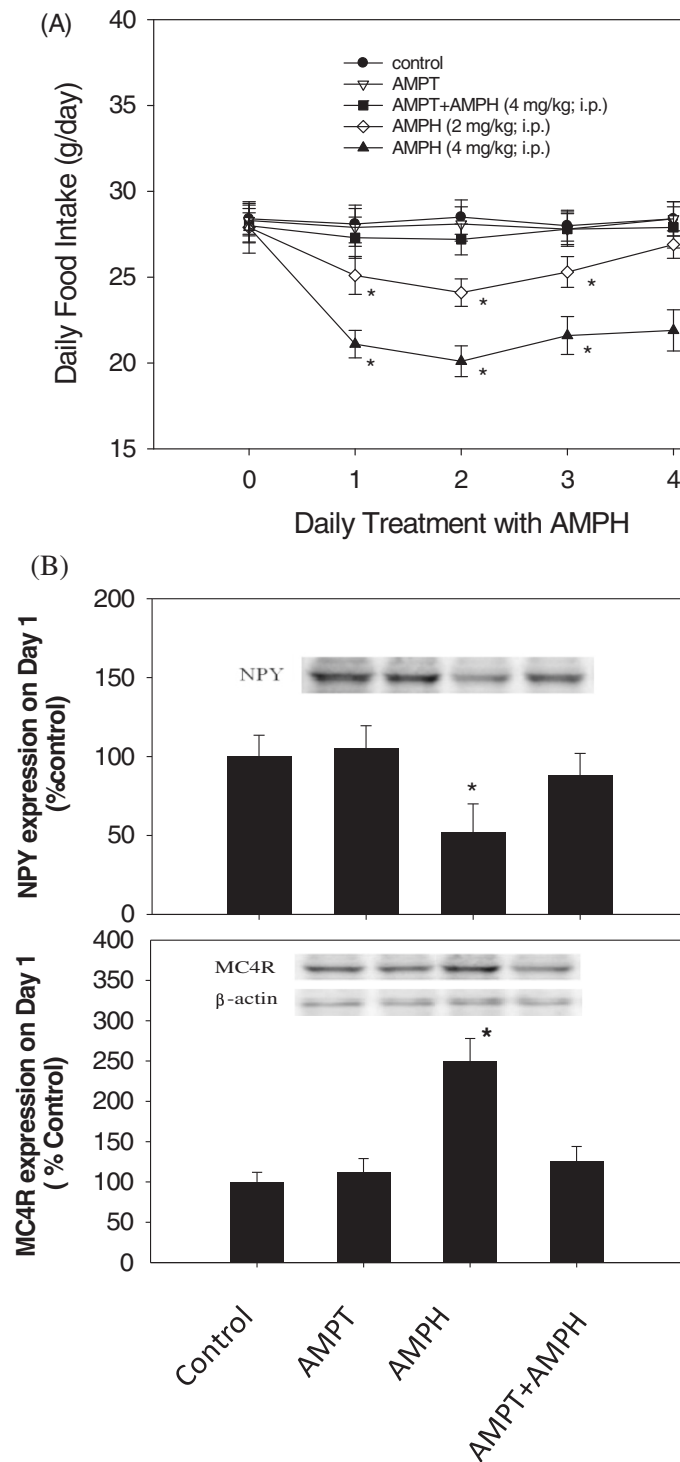 (A)
40
35
30
25
20
15
Daily Food Intake (g/day)
control
AMPT
AMPT+AMPH (4 mg/kg; i.p.)
AMPH (2 mg/kg; i.p.)
AMPH (4 mg/kg; i.p.)
*
*
*
*
*
*
0 1 2 3 4
Daily Treatment with AMPH
(B)
NPY expression on Day 1
(%control)
200
150
100
50
0
NPY
*
MC4R expression on Day 1
( % Control)
400
350
300
250
200
150
100
50
0
MC4R
β-actin
*
Control
AMPT
AMPH
AMPT+AMPH